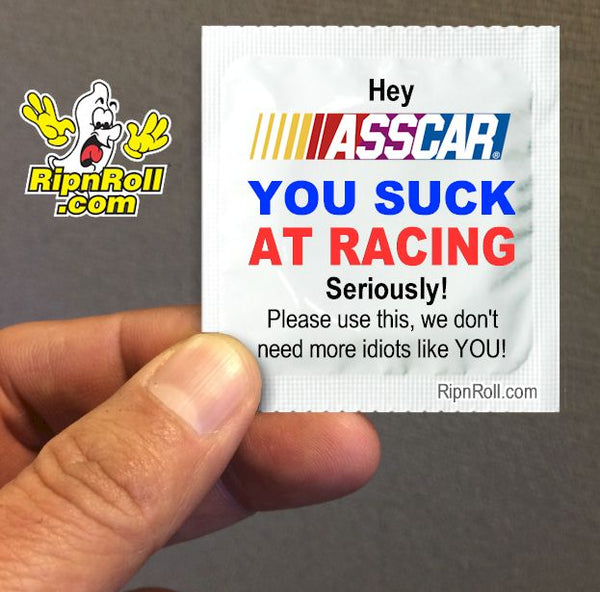 RipnRoll
.com
Hey
ASSCAR®
YOU SUCK
AT RACING
Seriously!
Please use this, we don't
need more idiots like YOU!
RipnRoll.com